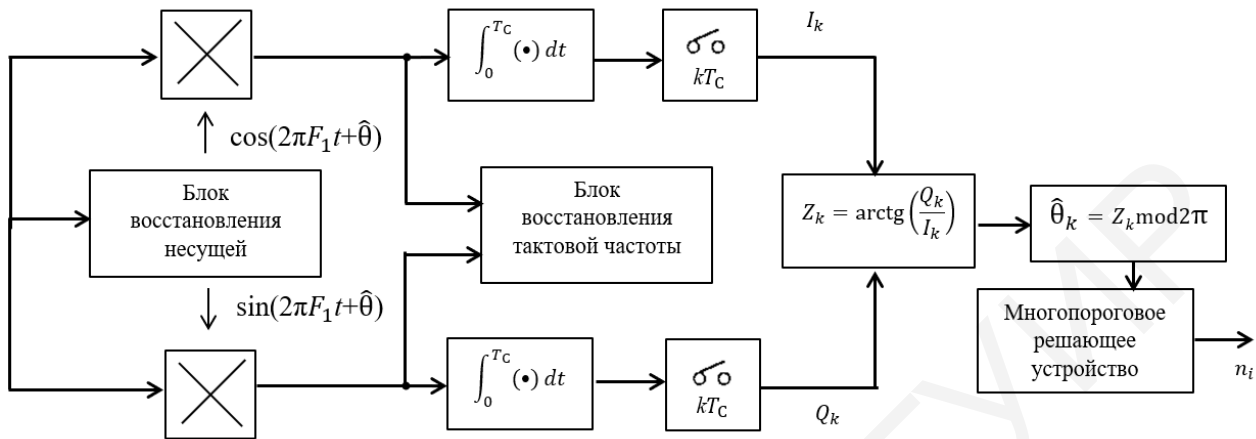 I_k
∫_0^{T_C} (•) dt
kT_C
cos(2πF_1t+θ̂)
Блок
восстановления
несущей
Блок
восстановления
тактовой частоты
Z_k = arctg(Q_k/I_k)
θ̂_k = Z_k mod2π
sin(2πF_1t+θ̂)
Многопороговое
решающее
устройство
n_i
∫_0^{T_C} (•) dt
kT_C
Q_k
ГУИР